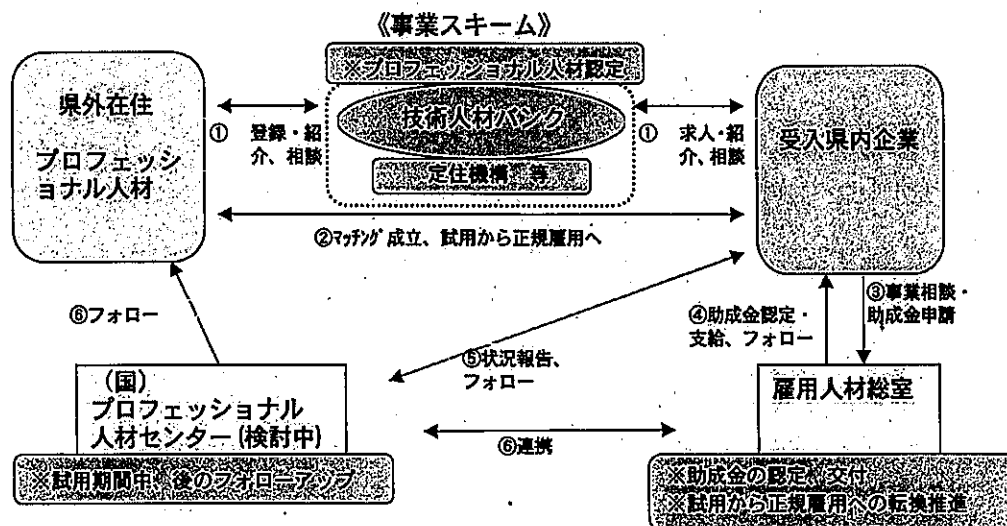 《事業スキーム》
※プロフェッショナル人材認定
県外在住
プロフェッシ
ョナル人材
①
登録・紹
介、相談
技術人材バンク
定住機構 等
①
求人・紹
介、相談
受入県内企業
②ﾏｯﾁﾝｸﾞ成立、試用から正規雇用へ
⑥フォロー
⑤状況報告、
フォロー
④助成金認定・
支給、フォロー
③事業相談・
助成金申請
（国）
プロフェッショナル
人材センター(検討中)
※試用期間中、後のフォローアップ
⑥連携
雇用人材総室
※助成金の認定、交付
※試用から正規雇用への転換推進